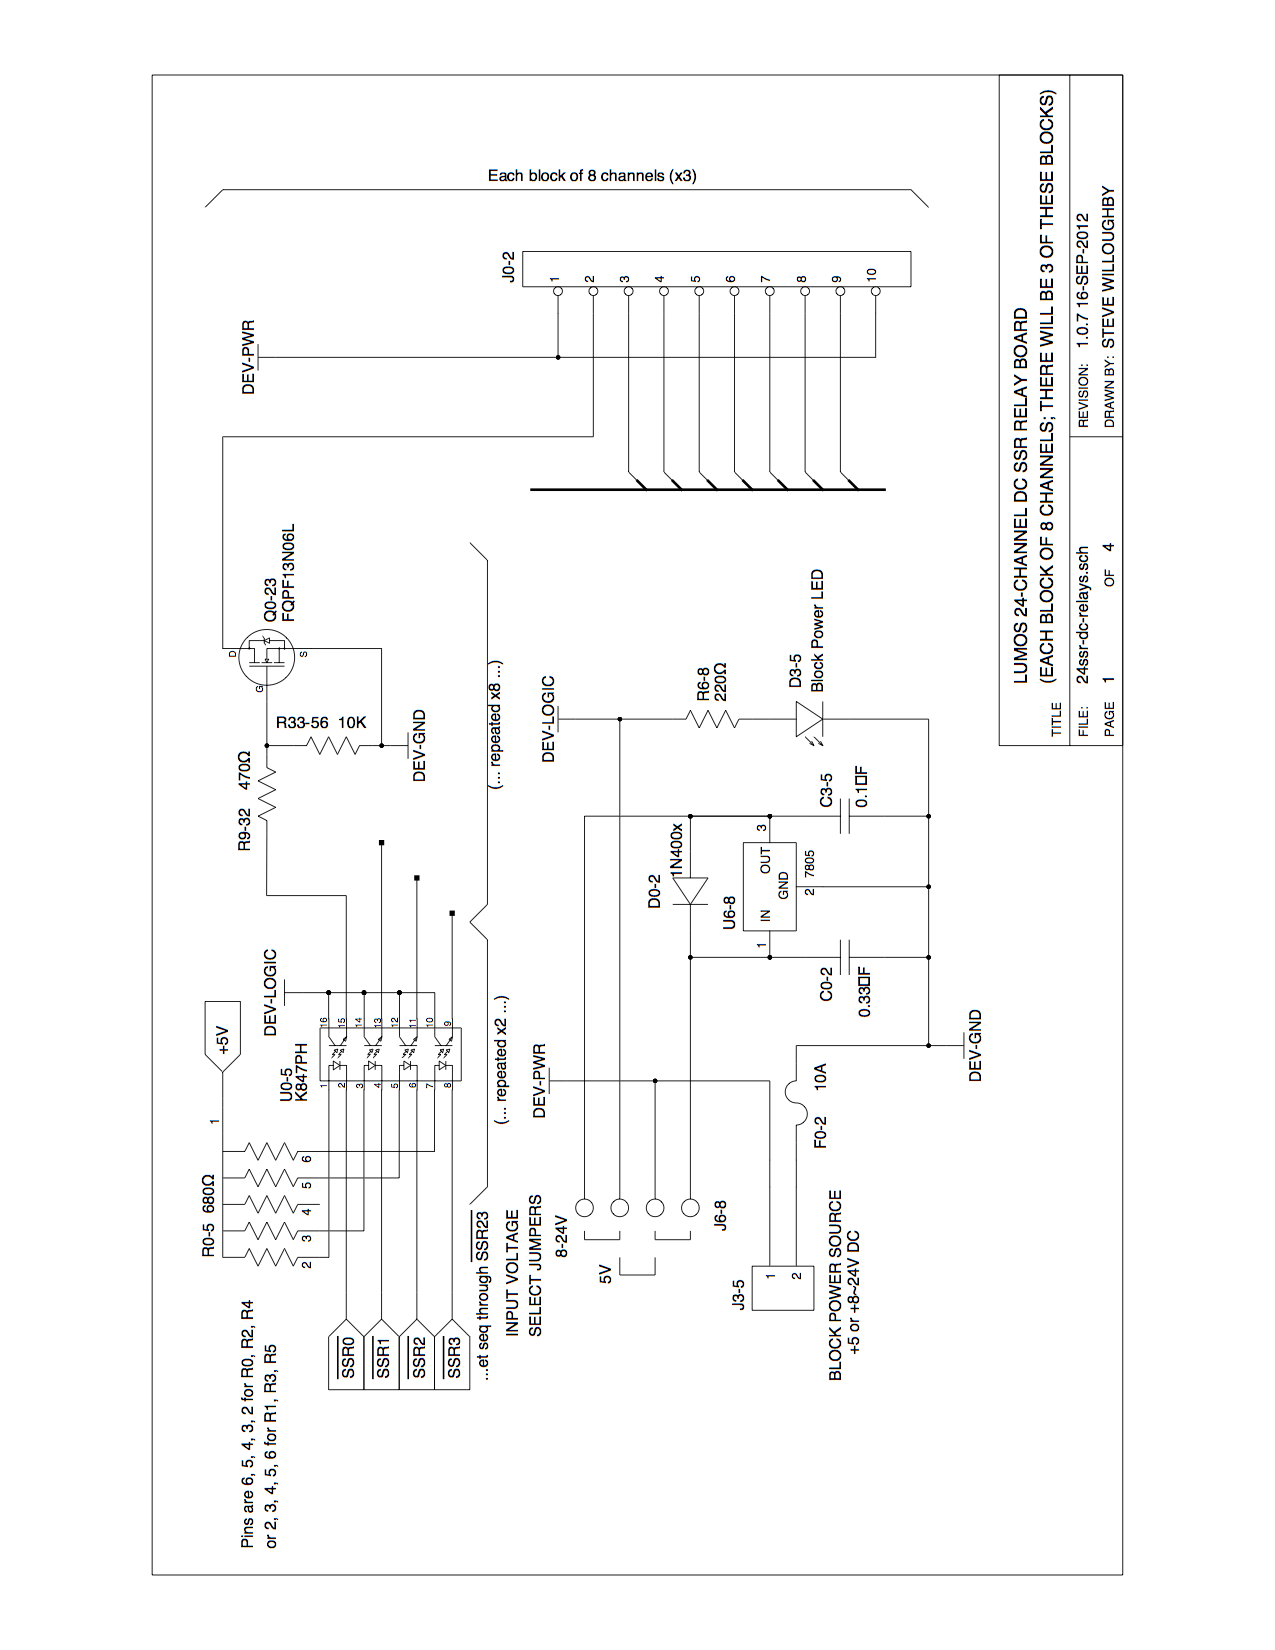 Each block of 8 channels (x3)
Pins are 6, 5, 4, 3, 2 for R0, R2, R4
or 2, 3, 4, 5, 6 for R1, R3, R5
R0-5 680Ω
1
2
3
4
5
6
+5V
DEV-LOGIC
U0-5
K847PH
1
2
3
4
5
6
7
8
16
15
14
13
12
11
10
9
SSR0
SSR1
SSR2
SSR3
...et seq through SSR23
(... repeated x2 ...)
(... repeated x8 ...)
R9-32 470Ω
R33-56 10K
DEV-GND
G
D
S
Q0-23
FQPF13N06L
DEV-PWR
J0-2
1
2
3
4
5
6
7
8
9
10
INPUT VOLTAGE
SELECT JUMPERS
8-24V
5V
J6-8
DEV-PWR
DEV-LOGIC
J3-5
1
2
BLOCK POWER SOURCE
+5 or +8~24V DC
F0-2 10A
DEV-GND
D0-2
1N400x
U6-8
IN
OUT
GND
1
2
3
7805
C0-2
0.33▯F
C3-5
0.1▯F
R6-8
220Ω
D3-5
Block Power LED
TITLE
LUMOS 24-CHANNEL DC SSR RELAY BOARD
(EACH BLOCK OF 8 CHANNELS; THERE WILL BE 3 OF THESE BLOCKS)
FILE: 24ssr-dc-relays.sch
REVISION: 1.0.7 16-SEP-2012
PAGE 1 OF 4
DRAWN BY: STEVE WILLOUGHBY